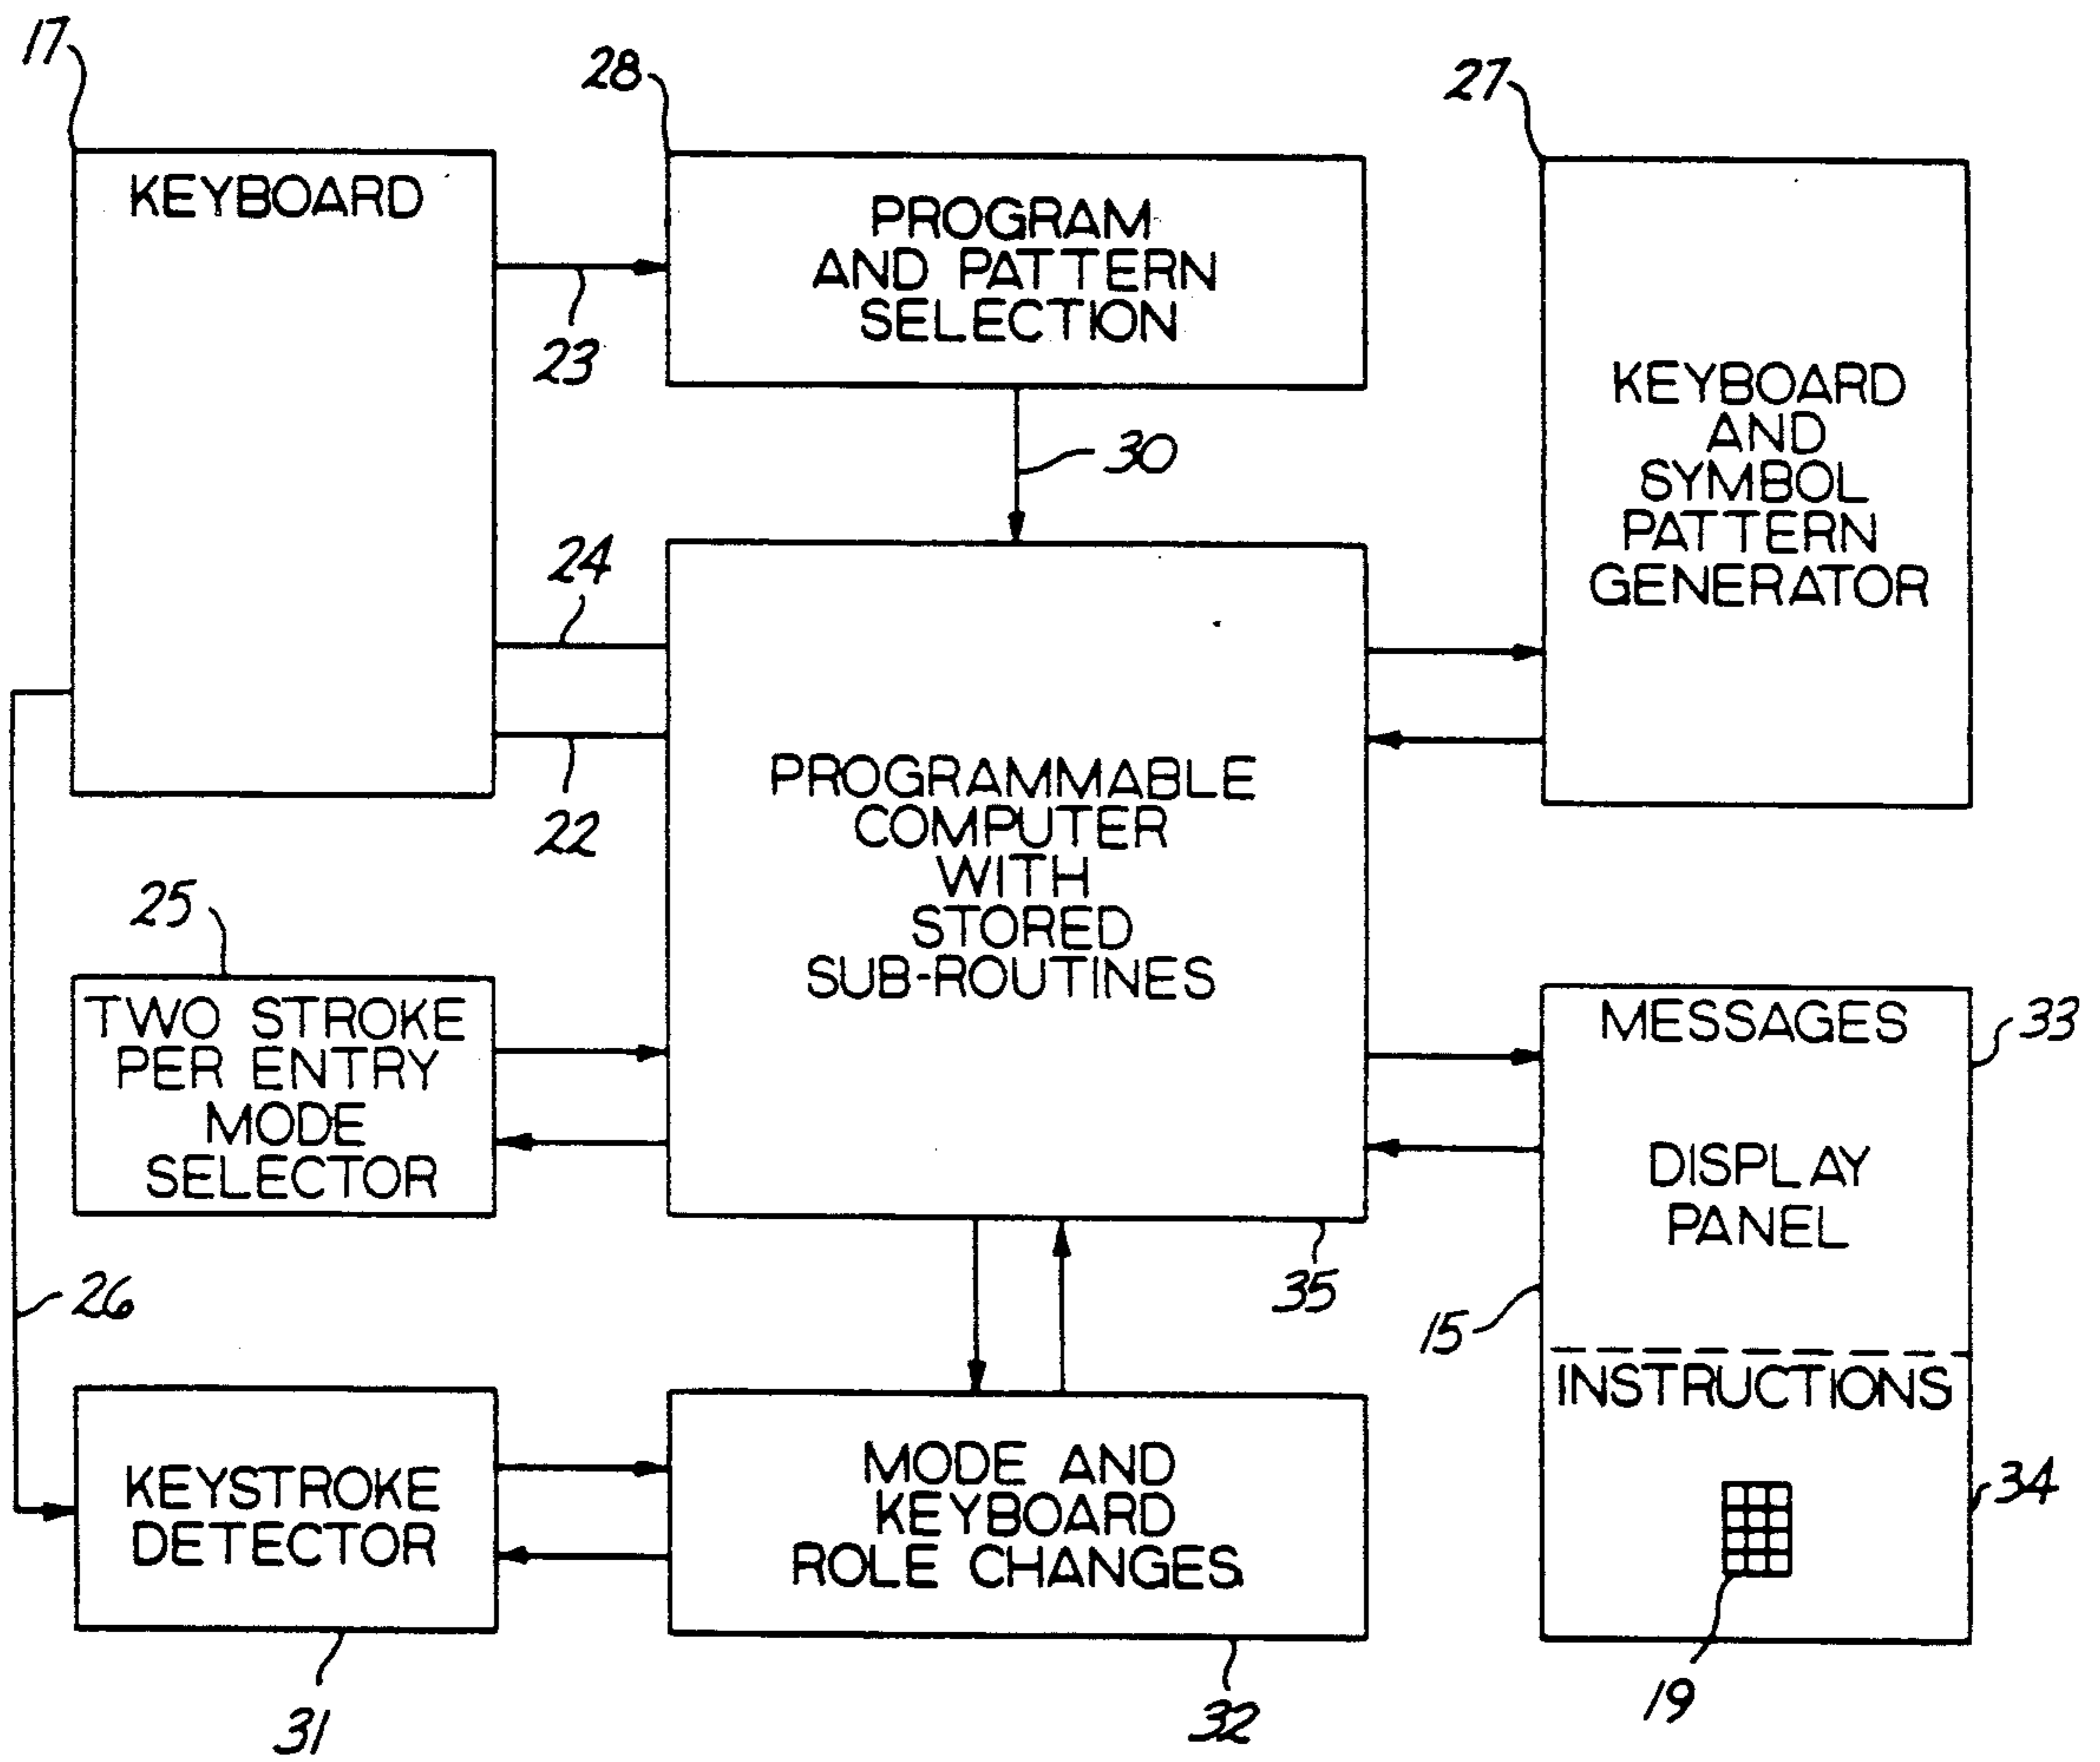 17
28
27
KEYBOARD
PROGRAM
AND PATTERN
SELECTION
23
30
KEYBOARD
AND
SYMBOL
PATTERN
GENERATOR
24
22
PROGRAMMABLE
COMPUTER
WITH
STORED
SUB-ROUTINES
35
25
TWO STROKE
PER ENTRY
MODE
SELECTOR
MESSAGES
33
DISPLAY
PANEL
15
INSTRUCTIONS
34
19
26
KEYSTROKE
DETECTOR
31
MODE AND
KEYBOARD
ROLE CHANGES
32